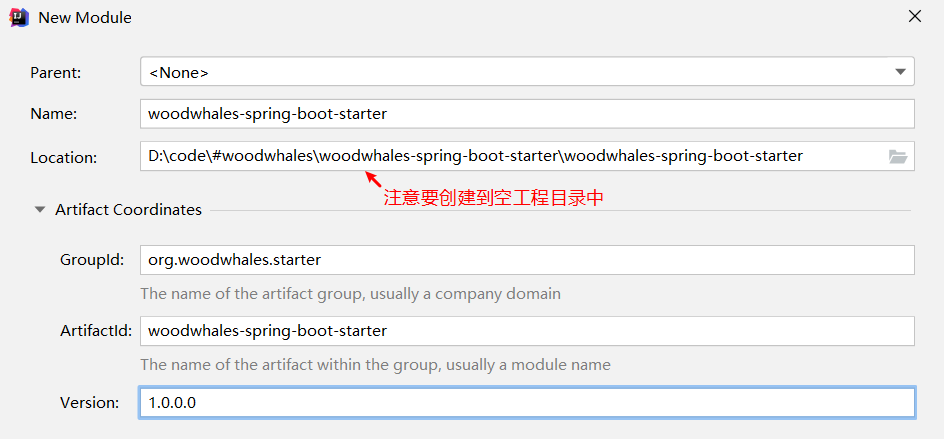 New Module
Parent: <None>
Name: woodwhales-spring-boot-starter
Location: D:\code\#woodwhales\woodwhales-spring-boot-starter\woodwhales-spring-boot-starter
注意要创建到空工程目录中
Artifact Coordinates
GroupId: org.woodwhales.starter
The name of the artifact group, usually a company domain
ArtifactId: woodwhales-spring-boot-starter
The name of the artifact within the group, usually a module name
Version: 1.0.0.0